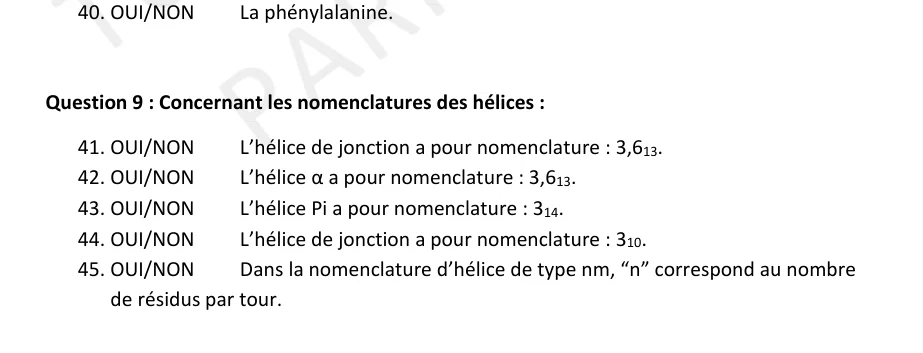 40. OUI/NON La phénylalanine.
Question 9 : Concernant les nomenclatures des hélices :
41. OUI/NON L’hélice de jonction a pour nomenclature : 3,6₁₃.
42. OUI/NON L’hélice α a pour nomenclature : 3,6₁₃.
43. OUI/NON L’hélice Pi a pour nomenclature : 3₁₄.
44. OUI/NON L’hélice de jonction a pour nomenclature : 3₁₀.
45. OUI/NON Dans la nomenclature d’hélice de type nm, “n” correspond au nombre
de résidus par tour.